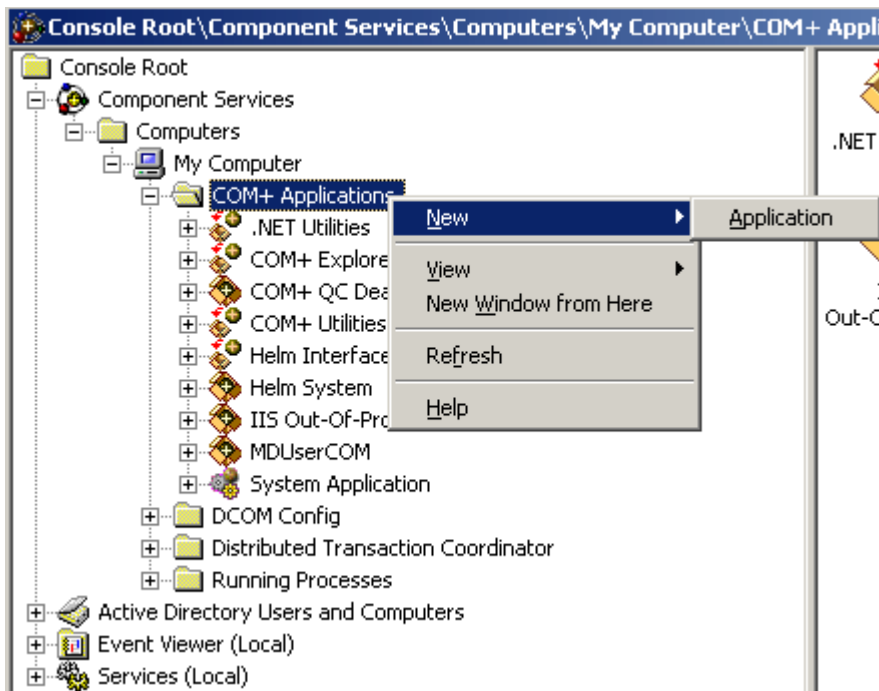 Console Root\Component Services\Computers\My Computer\COM+ Appli
Console Root
Component Services
Computers
My Computer
COM+ Applications
.NET Utilities
COM+ Explore
COM+ QC Dea
COM+ Utilities
Helm Interface
Helm System
IIS Out-Of-Pro
MDUserCOM
System Application
DCOM Config
Distributed Transaction Coordinator
Running Processes
Active Directory Users and Computers
Event Viewer (Local)
Services (Local)
New
View
New Window from Here
Refresh
Help
Application
.NET
Out-O